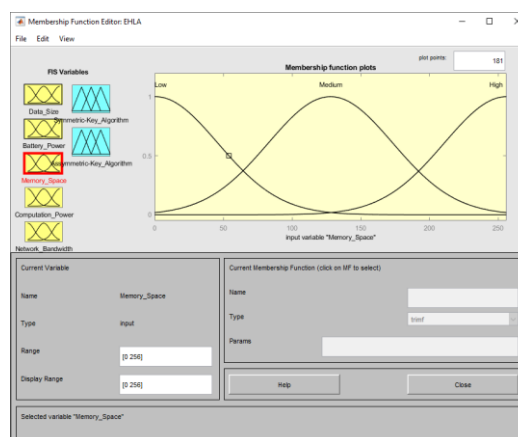 Membership Function Editor: EHLA
File Edit View
FIS Variables
Data_Size
Symmetric-Key_Algorithm
Battery_Power
Assymmetric-Key_Algorithm
Memory_Space
Computation_Power
Network_Bandwidth
plot points:
181
Membership function plots
Low Medium High
1
0.5
0
0 50 100 150 200 250
input variable "Memory_Space"
Current Variable
Name Memory_Space
Type input
Range [0 256]
Display Range [0 256]
Current Membership Function (click on MF to select)
Name
Type trimf
Params
Help Close
Selected variable "Memory_Space"